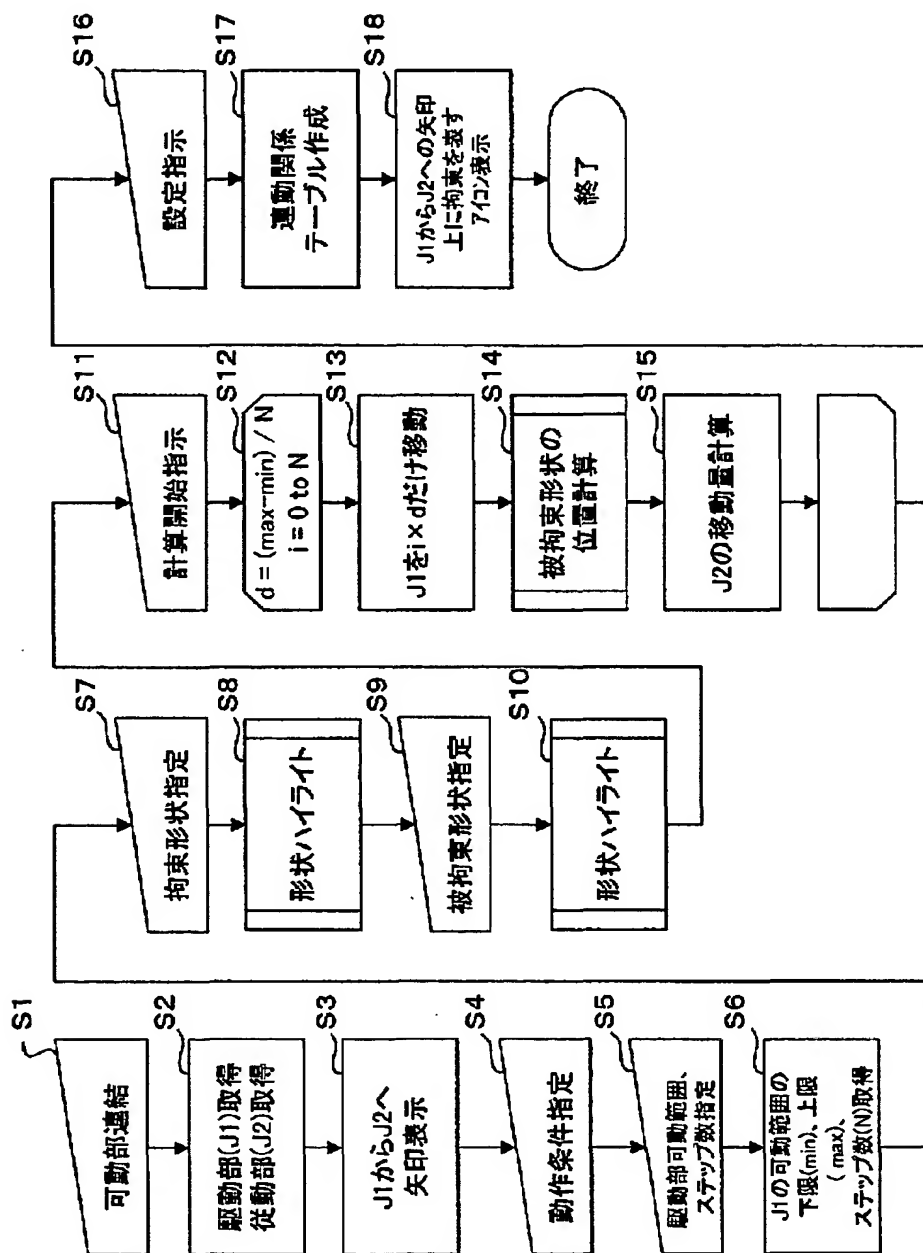 S1
可動部連結
S2
駆動部(J1)取得
従動部(J2)取得
S3
J1からJ2へ
矢印表示
S4
動作条件指定
S5
駆動部可動範囲、
ステップ数指定
S6
J1の可動範囲の
下限(min)、上限
(max)、
ステップ数(N)取得
S7
拘束形状指定
S8
形状ハイライト
S9
被拘束形状指定
S10
形状ハイライト
S11
計算開始指示
S12
d = (max-min) / N
i = 0 to N
S13
J1をi×dだけ移動
S14
被拘束形状の
位置計算
S15
J2の移動量計算
S16
設定指示
S17
連動関係
テーブル作成
S18
J1からJ2への矢印
上に拘束を表す
アイコン表示
終了